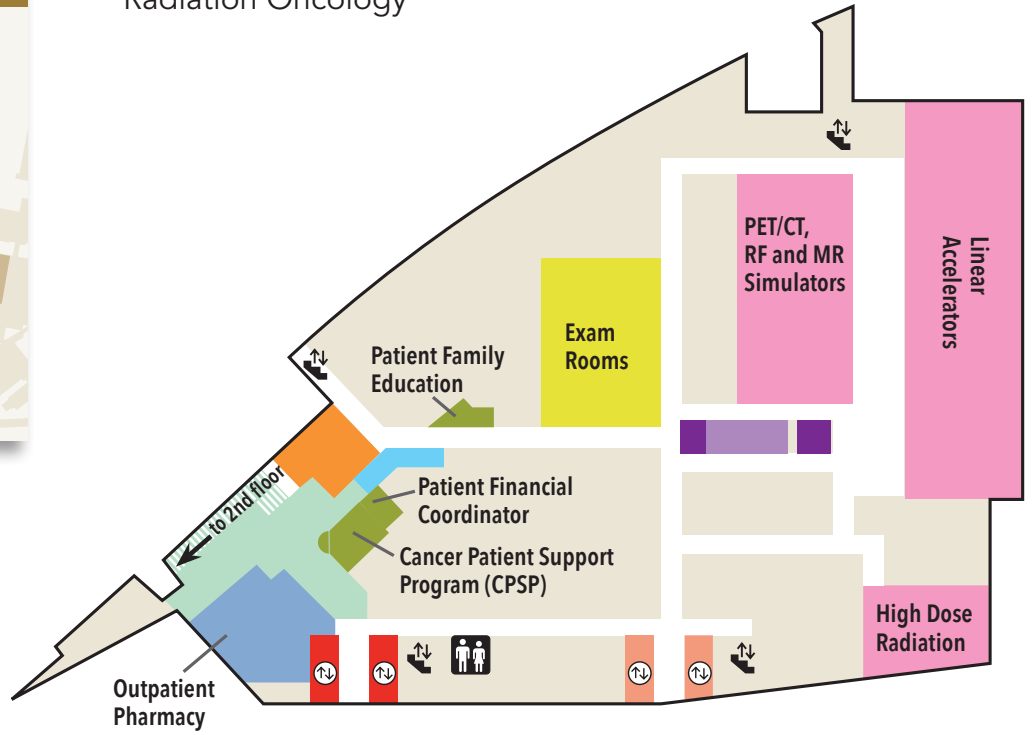 Radiation Oncology
PET/CT,
RF and MR
Simulators
Linear
Accelerators
Exam
Rooms
Patient Family
Education
to 2nd floor
Patient Financial
Coordinator
Cancer Patient Support
Program (CPSP)
High Dose
Radiation
Outpatient
Pharmacy